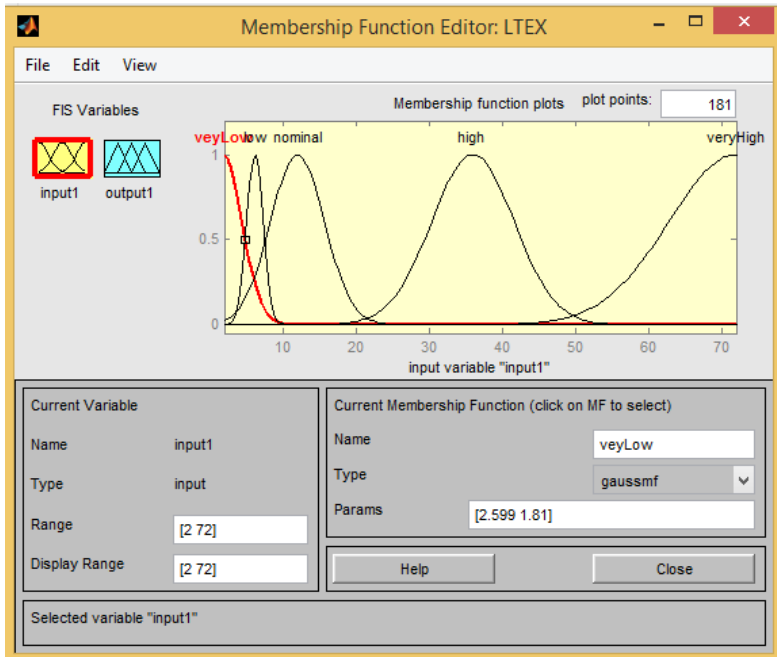 Membership Function Editor: LTEX
File Edit View
FIS Variables
input1 output1
Membership function plots plot points: 181
veyLow low nominal high veryHigh
1
0.5
0
10 20 30 40 50 60 70
input variable "input1"
Current Variable
Name input1
Type input
Range [2 72]
Display Range [2 72]
Current Membership Function (click on MF to select)
Name veyLow
Type gaussmf
Params [2.599 1.81]
Help Close
Selected variable "input1"